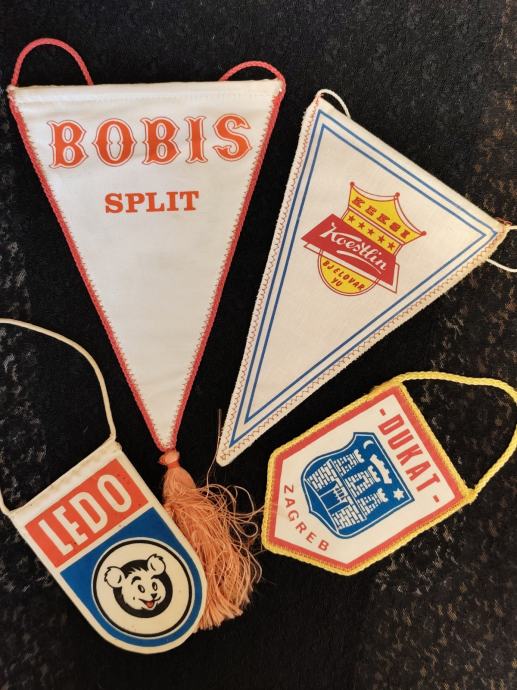 BOBIS
SPLIT
KEKSI
Koestlin
BJELOVAR
YU
LEDO
- DUKAT -
ZAGREB